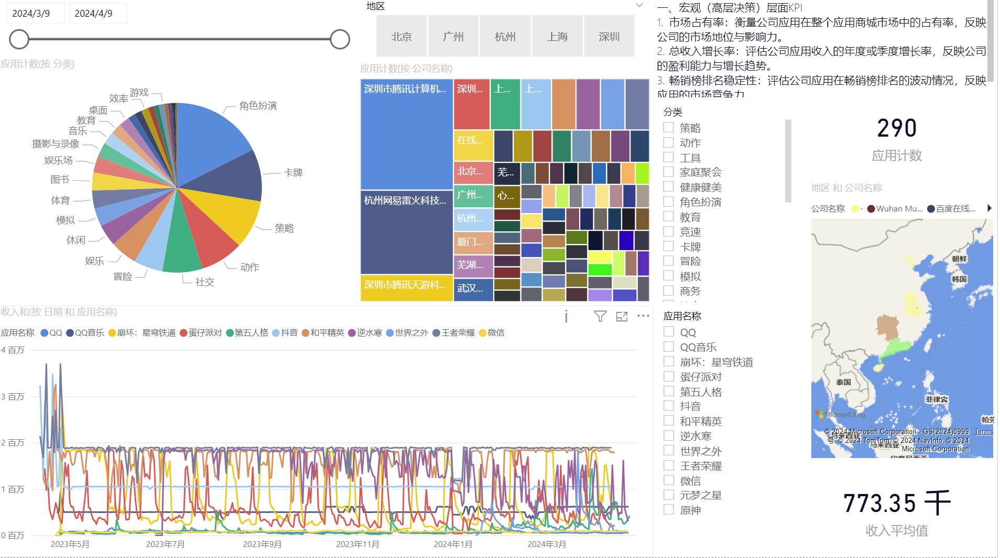 2024/3/9
2024/4/9
地区
北京
广州
杭州
上海
深圳
一、宏观（高层决策）层面KPI
1. 市场占有率：衡量公司应用在整个应用商城市场中的占有率，反映
公司的市场地位与影响力。
2. 总收入增长率：评估公司应用收入的年度或季度增长率，反映公司
的盈利能力与增长趋势。
3. 畅销榜排名稳定性：评估公司应用在畅销榜排名的波动情况，反映
应用的市场竞争力
应用计数(按 分类)
游戏
效率
桌面
教育
音乐
摄影与录像
娱乐场
图书
体育
模拟
休闲
娱乐
冒险
社交
动作
策略
卡牌
角色扮演
应用计数(按 公司名称)
深圳市腾讯计算机...
深圳...
上...
上...
在线...
北京...
芜...
杭州网易雷火科技...
广州...
心...
杭州...
厦门...
芜湖...
深圳市腾讯天游科...
武汉...
分类
策略
动作
工具
家庭聚会
健康健美
角色扮演
教育
竞速
卡牌
冒险
模拟
商务
290
应用计数
地区 和 公司名称
公司名称 - Wuhan Mu... 百度在线...
朝鲜
韩国
泰国
菲律宾
帕劳
马来西亚
马来西亚
印度尼西亚
Microsoft Bing
© 2024 Microsoft Corporation - GS(2024)0999 Terms
号, © 2024 TomTom, © 2024 NavInfo, © 2024
Microsoft Corporation
收入和(按 日期 和 应用名称)
应用名称 QQ QQ音乐 崩坏：星穹铁道 蛋仔派对 第五人格 抖音 和平精英 逆水寒 世界之外 王者荣耀 微信
4 百万
3 百万
2 百万
1 百万
0 百万
2023年5月
2023年7月
2023年9月
2023年11月
2024年1月
2024年3月
应用名称
QQ
QQ音乐
崩坏：星穹铁道
蛋仔派对
第五人格
抖音
和平精英
逆水寒
世界之外
王者荣耀
微信
元梦之星
原神
773.35 千
收入平均值